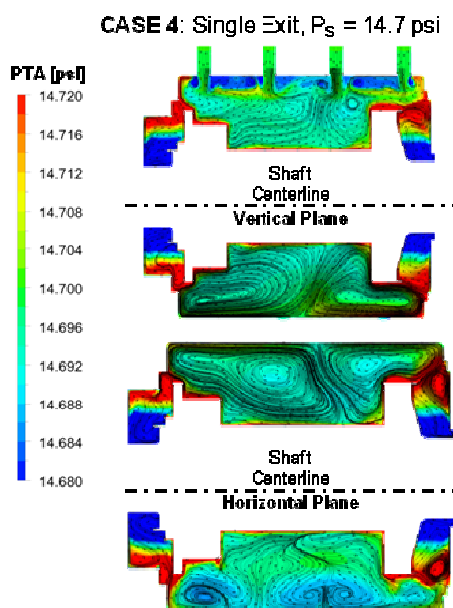 CASE 4: Single Exit, PS = 14.7 psi
PTA [psi]
14.720
14.716
14.712
14.708
14.704
14.700
14.696
14.692
14.688
14.684
14.680
Shaft
Centerline
Vertical Plane
Shaft
Centerline
Horizontal Plane